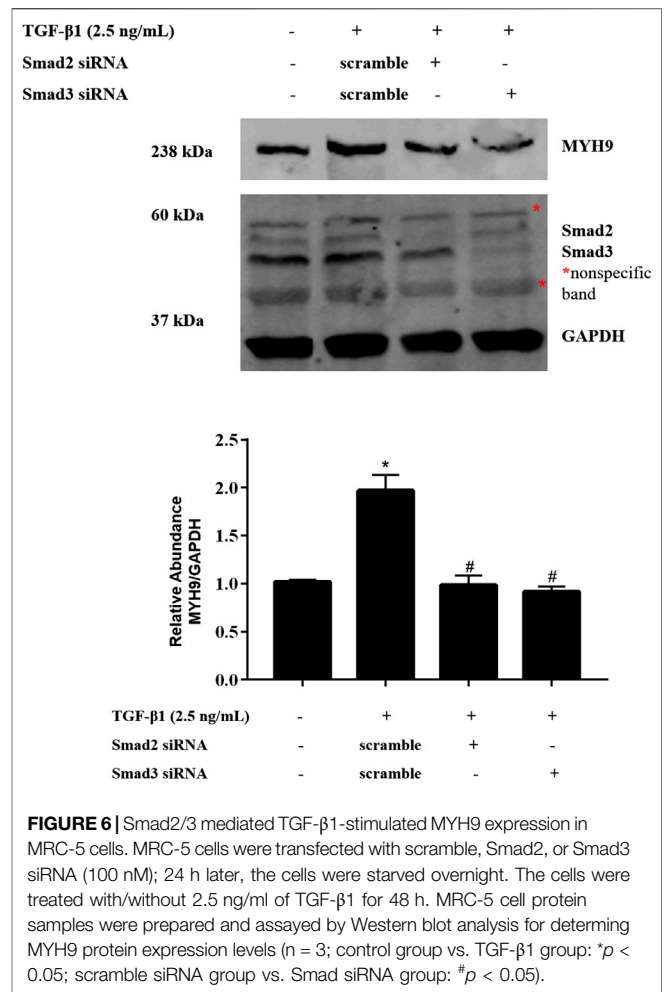 TGF-β1 (2.5 ng/mL) - + + +
Smad2 siRNA - scramble + -
Smad3 siRNA - scramble - +
238 kDa MYH9
60 kDa *
Smad2
Smad3
*nonspecific
* band
37 kDa
GAPDH
2.5
2.0
1.5
1.0
0.5
0.0
Relative Abundance
MYH9/GAPDH
*
# #
TGF-β1 (2.5 ng/mL) - + + +
Smad2 siRNA - scramble + -
Smad3 siRNA - scramble - +
FIGURE 6 | Smad2/3 mediated TGF-β1-stimulated MYH9 expression in
MRC-5 cells. MRC-5 cells were transfected with scramble, Smad2, or Smad3
siRNA (100 nM); 24 h later, the cells were starved overnight. The cells were
treated with/without 2.5 ng/ml of TGF-β1 for 48 h. MRC-5 cell protein
samples were prepared and assayed by Western blot analysis for determing
MYH9 protein expression levels (n = 3; control group vs. TGF-β1 group: *p <
0.05; scramble siRNA group vs. Smad siRNA group: #p < 0.05).